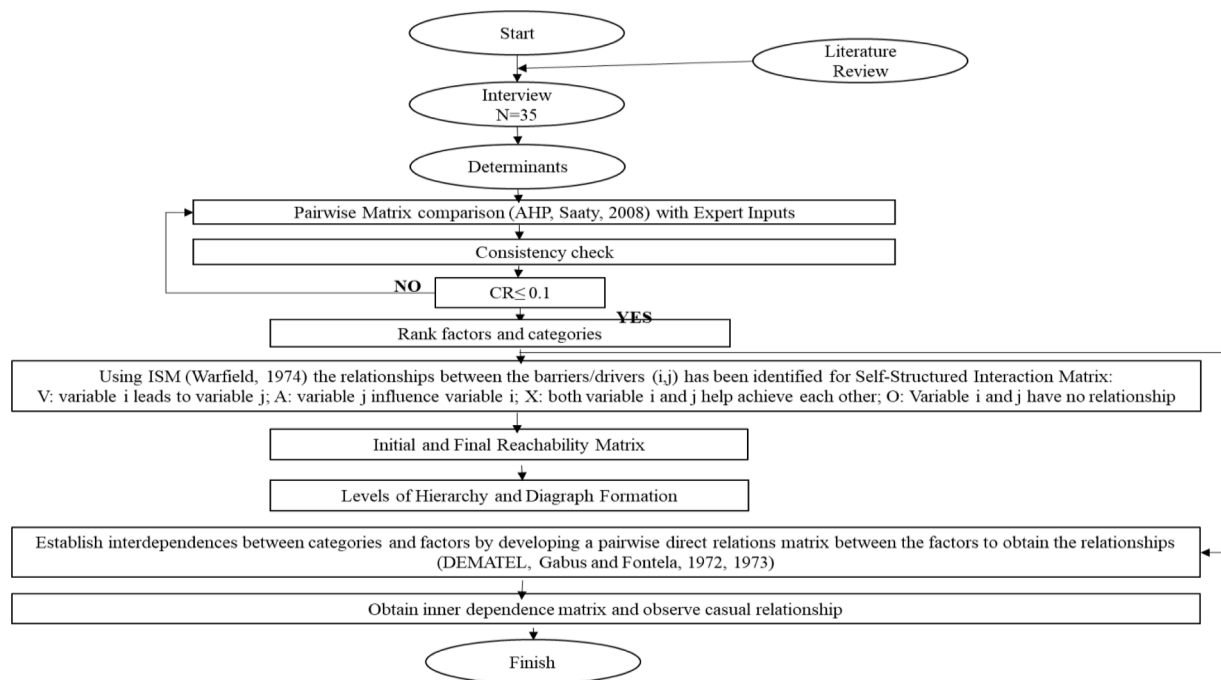 Start
Literature
Review
Interview
N=35
Determinants
Pairwise Matrix comparison (AHP, Saaty, 2008) with Expert Inputs
Consistency check
NO
CR≤ 0.1
YES
Rank factors and categories
Using ISM (Warfield, 1974) the relationships between the barriers/drivers (i,j) has been identified for Self-Structured Interaction Matrix:
V: variable i leads to variable j; A: variable j influence variable i; X: both variable i and j help achieve each other; O: Variable i and j have no relationship
Initial and Final Reachability Matrix
Levels of Hierarchy and Diagraph Formation
Establish interdependences between categories and factors by developing a pairwise direct relations matrix between the factors to obtain the relationships
(DEMATEL, Gabus and Fontela, 1972, 1973)
Obtain inner dependence matrix and observe casual relationship
Finish